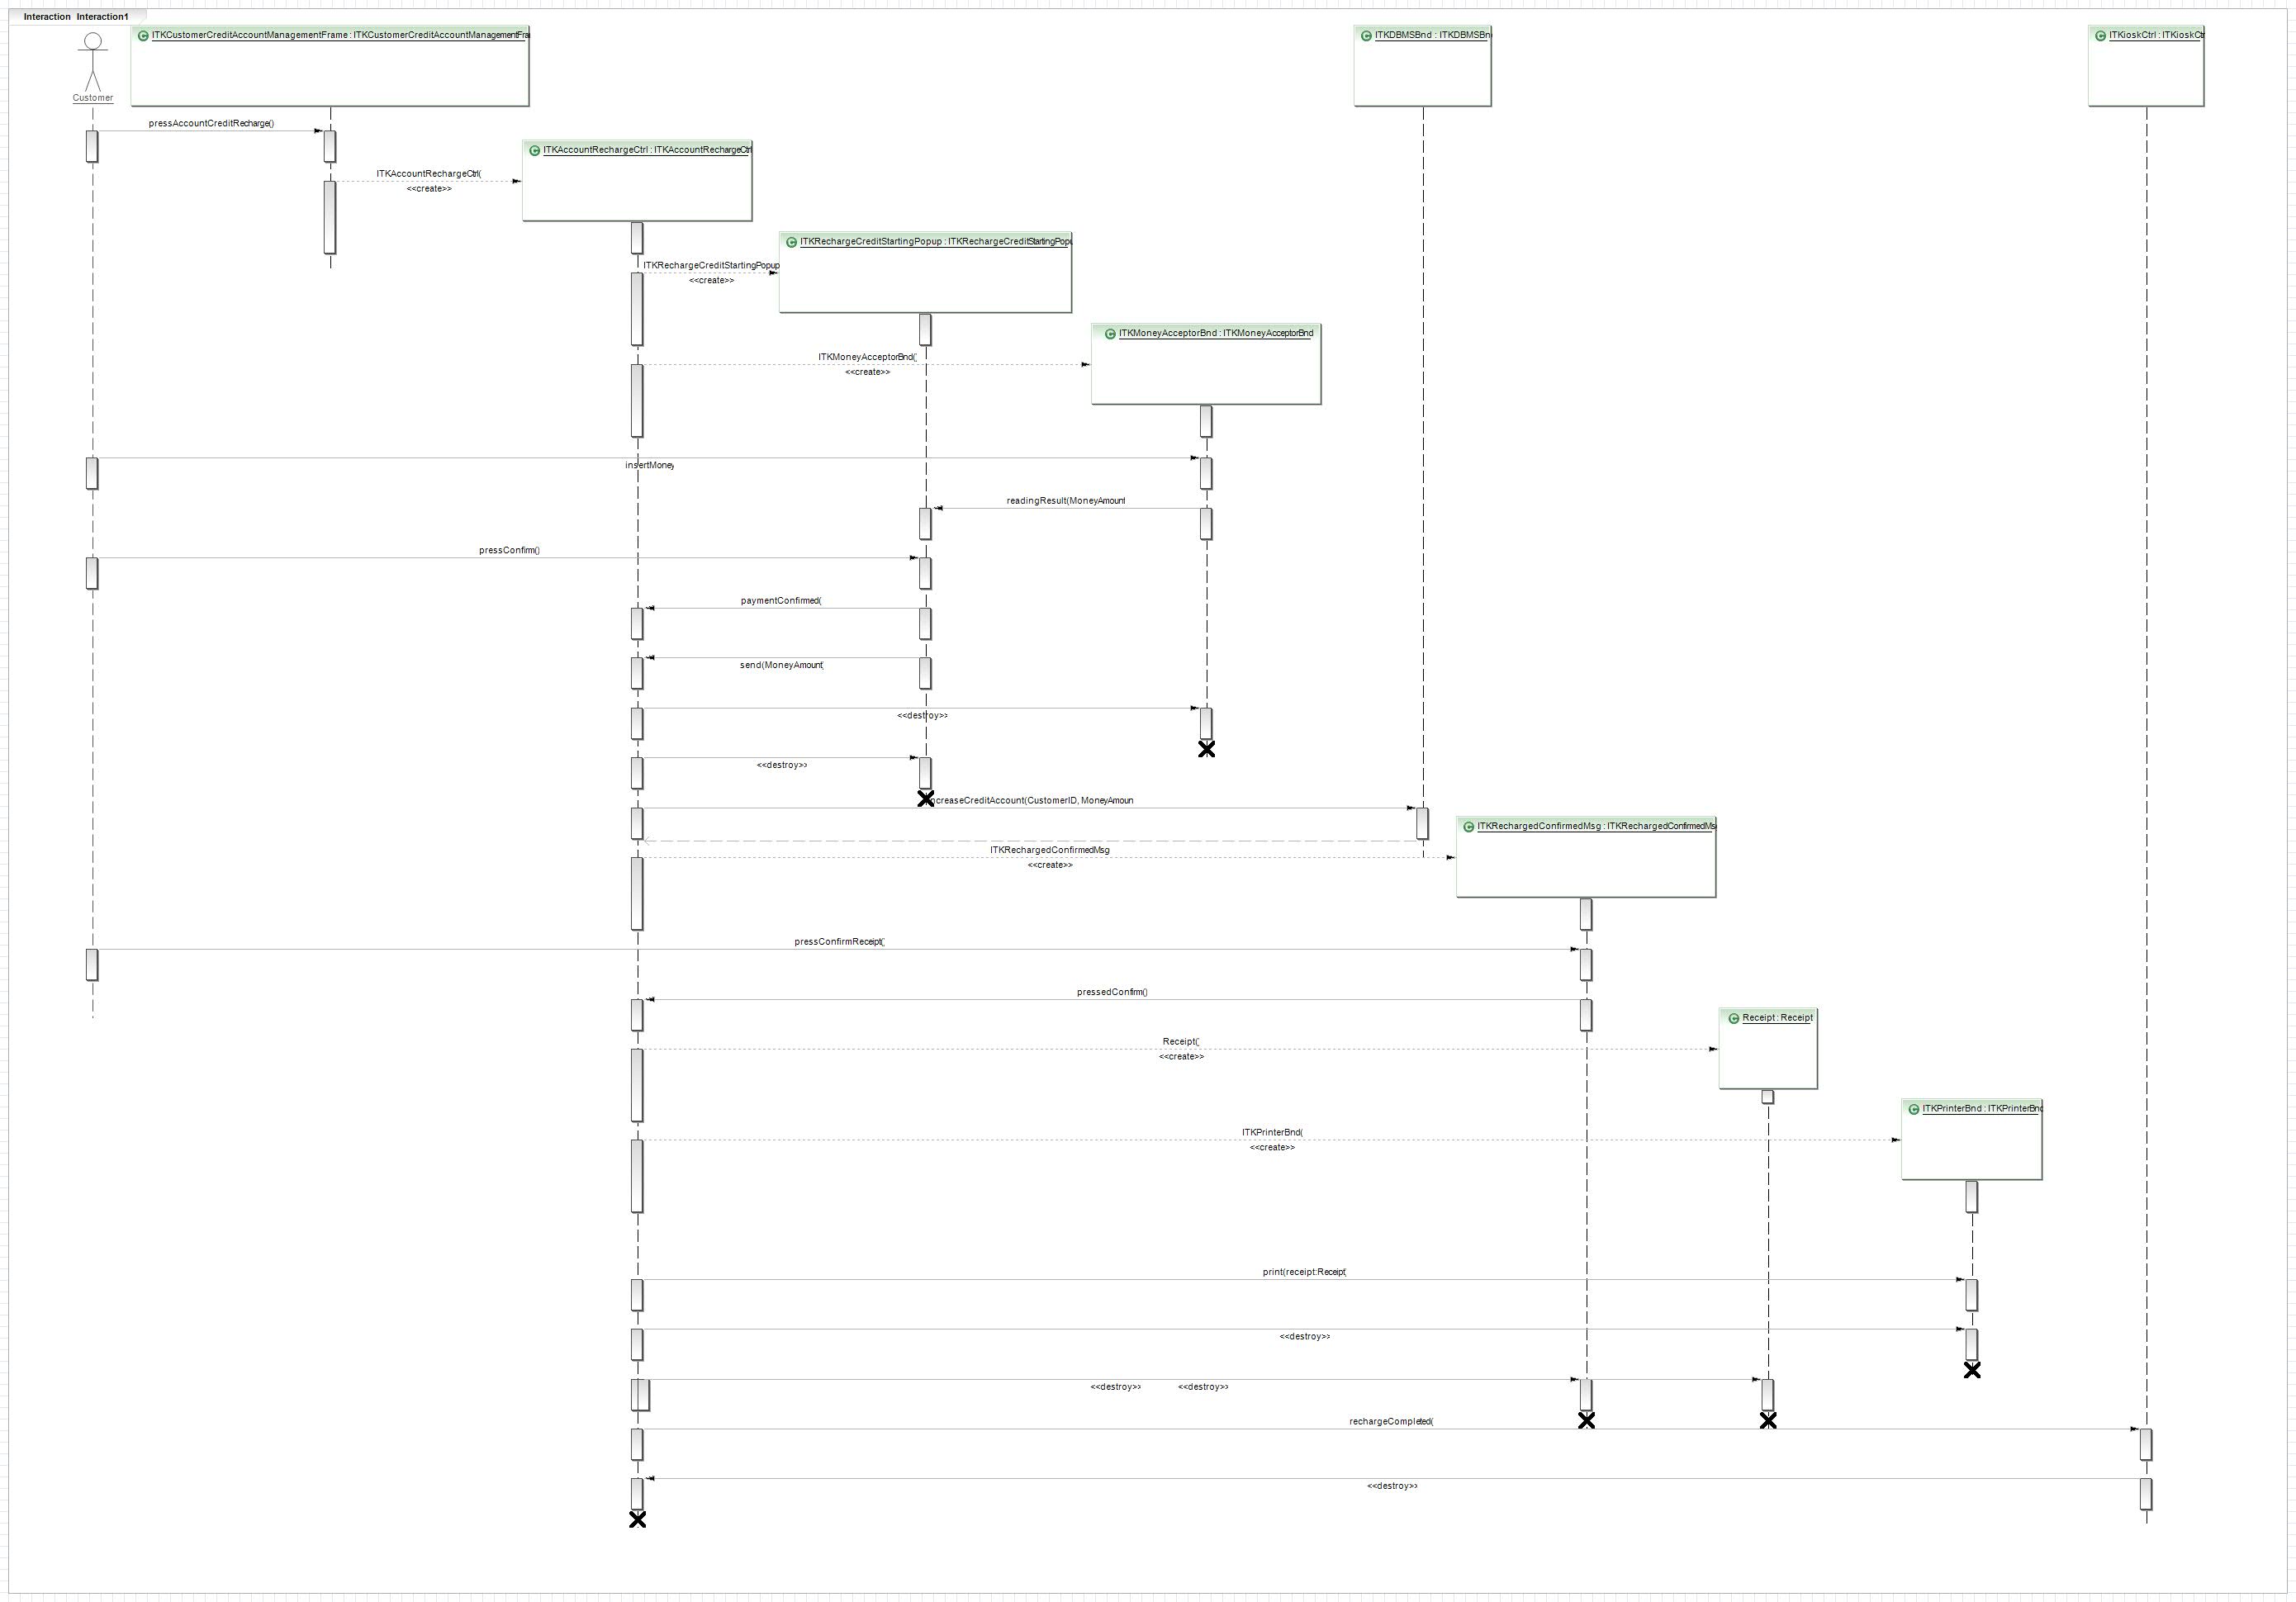 Interaction Interaction1
ITKCustomerCreditAccountManagementFrame : ITKCustomerCreditAccountManagementFra
ITKDBMSBnd : ITKDBMSBnd
ITKioskCtrl : ITKioskCtr
Customer
pressAccountCreditRecharge()
ITKAccountRechargeCtrl : ITKAccountRechargeCtrl
ITKAccountRechargeCtrl(
<<create>>
ITKRechargeCreditStartingPopup : ITKRechargeCreditStartingPopu
ITKRechargeCreditStartingPopup
<<create>>
ITKMoneyAcceptorBnd : ITKMoneyAcceptorBnd
ITKMoneyAcceptorBnd(
<<create>>
insertMoney
readingResult(MoneyAmount
pressConfirm()
paymentConfirmed(
send(MoneyAmount(
<<destroy>>
<<destroy>>
increaseCreditAccount(CustomerID, MoneyAmoun
ITKRechargedConfirmedMsg : ITKRechargedConfirmedMs
ITKRechargedConfirmedMsg
<<create>>
pressConfirmReceipt(
pressedConfirm()
Receipt : Receipt
Receipt(
<<create>>
ITKPrinterBnd : ITKPrinterBnd
ITKPrinterBnd(
<<create>>
print(receipt:Receipt(
<<destroy>>
<<destroy>> <<destroy>>
rechargeCompleted(
<<destroy>>